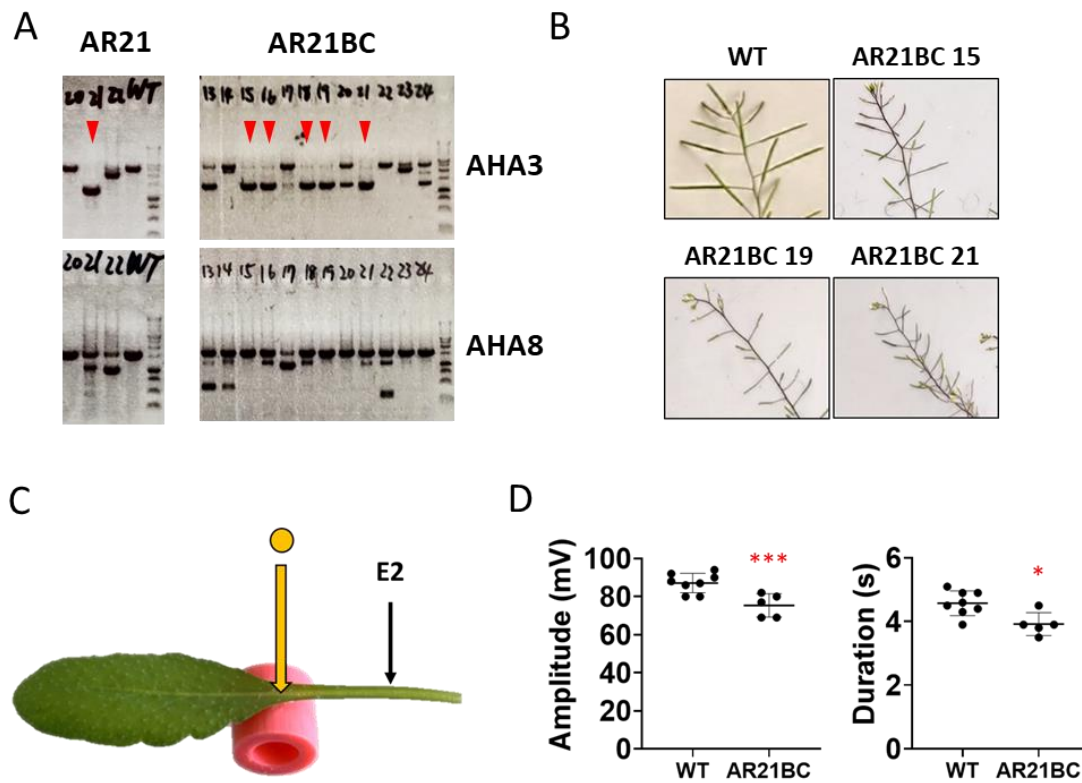 A
AR21
AR21BC
20 21 22 WT
13 14 15 16 17 18 19 20 21 22 23 24
AHA3
20 21 22 WT
13 14 15 16 17 18 19 20 21 22 23 24
AHA8
B
WT
AR21BC 15
AR21BC 19
AR21BC 21
C
E2
D
Amplitude (mV)
100
80
60
40
20
0
WT
AR21BC
***
Duration (s)
6
4
2
0
WT
AR21BC
*